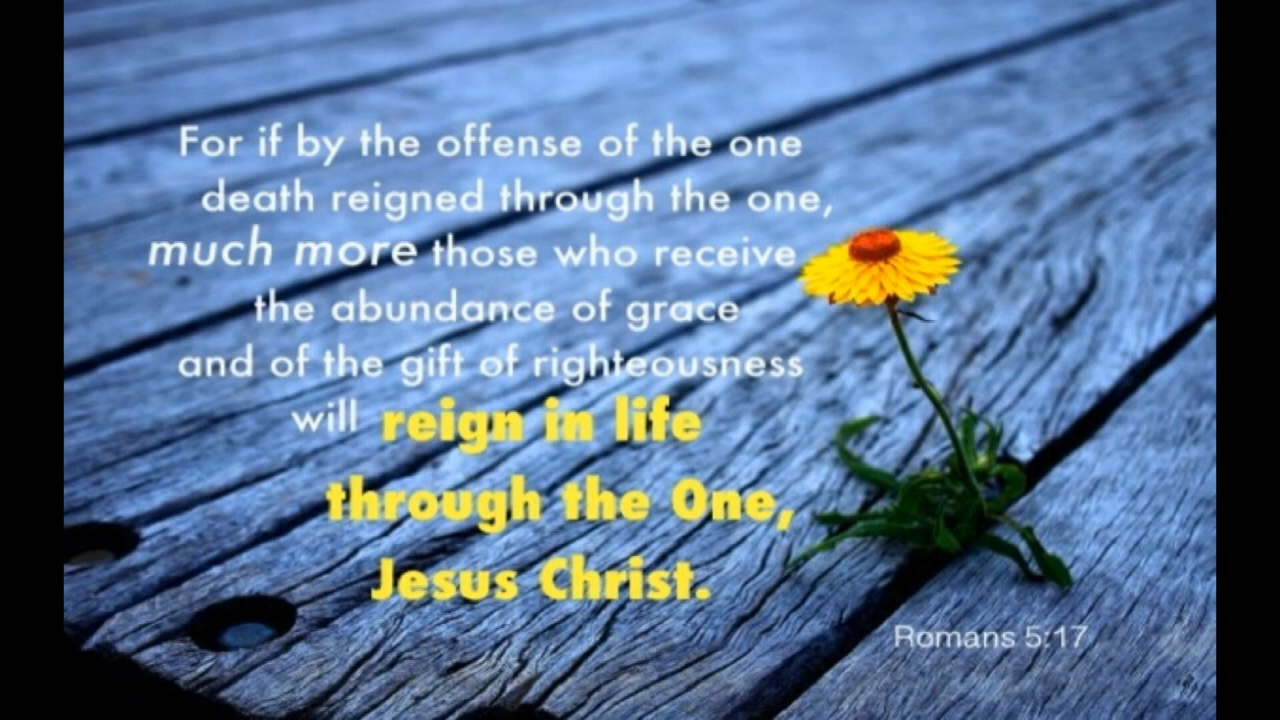 For if by the offense of the one
death reigned through the one,
much more those who receive
the abundance of grace
and of the gift of righteousness
will reign in life
through the One,
Jesus Christ.
Romans 5:17